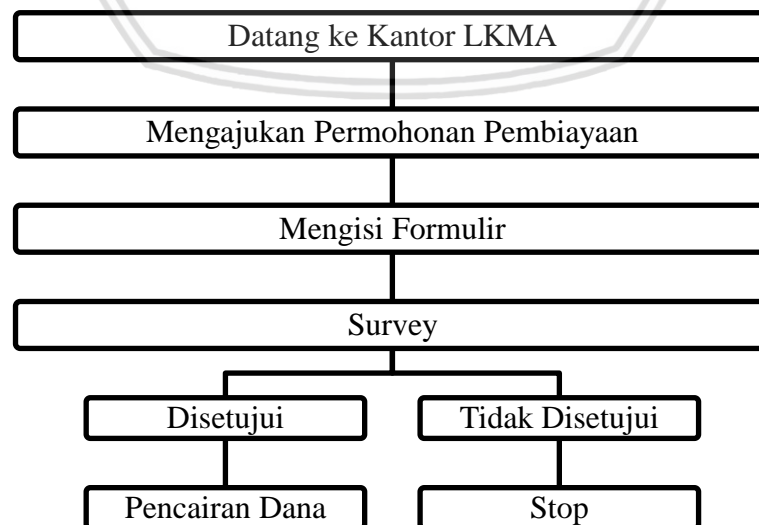 Datang ke Kantor LKMA
Mengajukan Permohonan Pembiayaan
Mengisi Formulir
Survey
Disetujui
Tidak Disetujui
Pencairan Dana
Stop